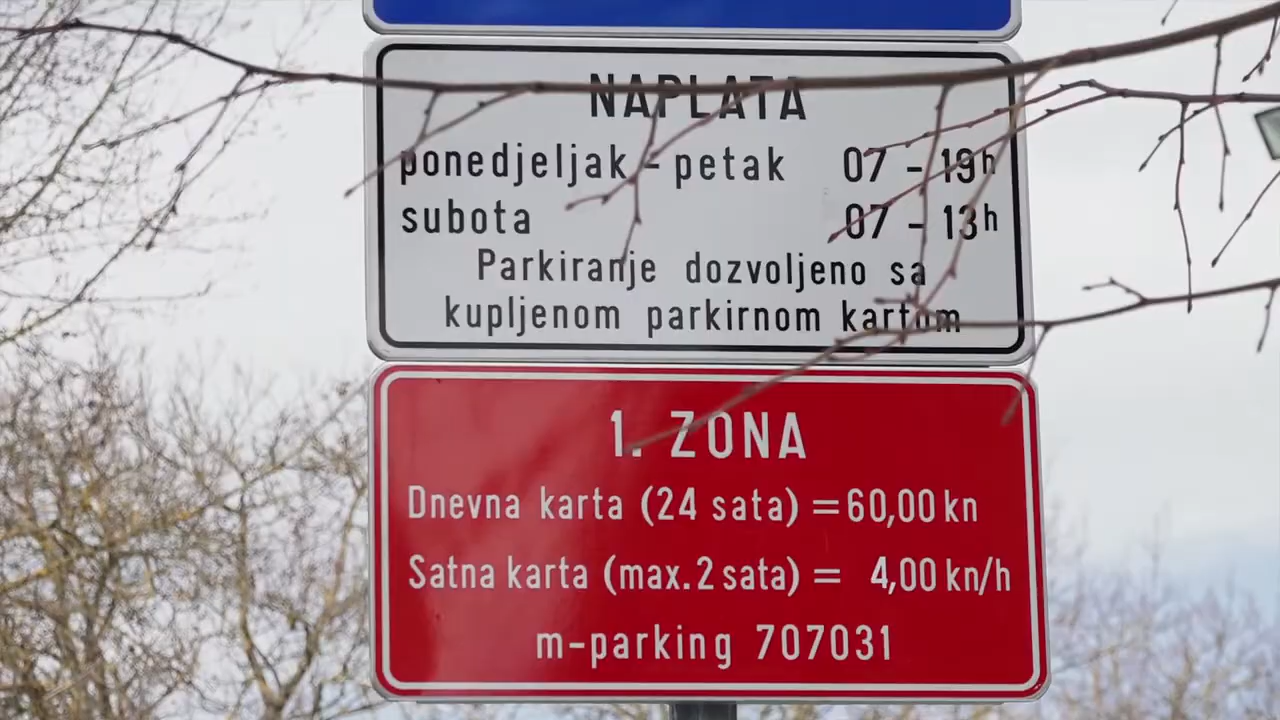 NAPLATA
ponedjeljak - petak 07 - 19h
subota 07 - 13h
Parkiranje dozvoljeno sa
kupljenom parkirnom kartom
1. ZONA
Dnevna karta (24 sata) = 60,00 kn
Satna karta (max. 2 sata) = 4,00 kn/h
m-parking 707031